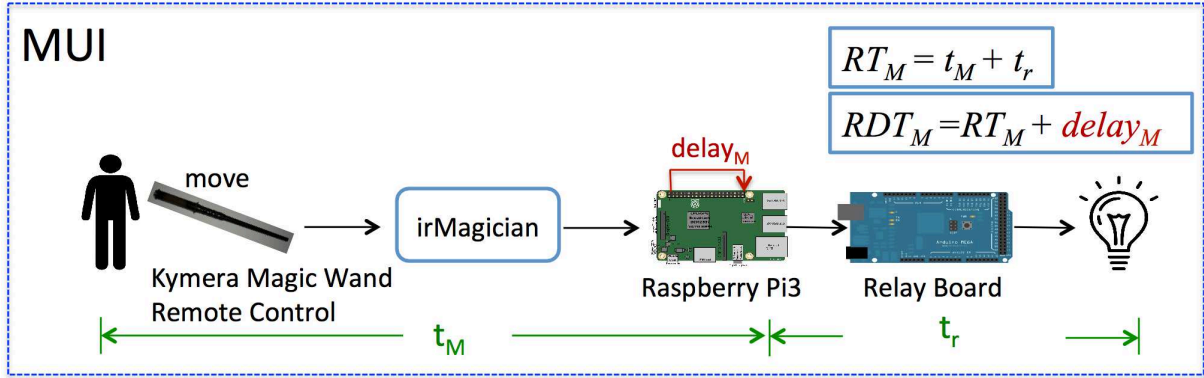 MUI
RT_M = t_M + t_r
RDT_M = RT_M + delay_M
delay_M
move
irMagician
Kymera Magic Wand
Remote Control
Raspberry Pi3
Relay Board
t_M
t_r